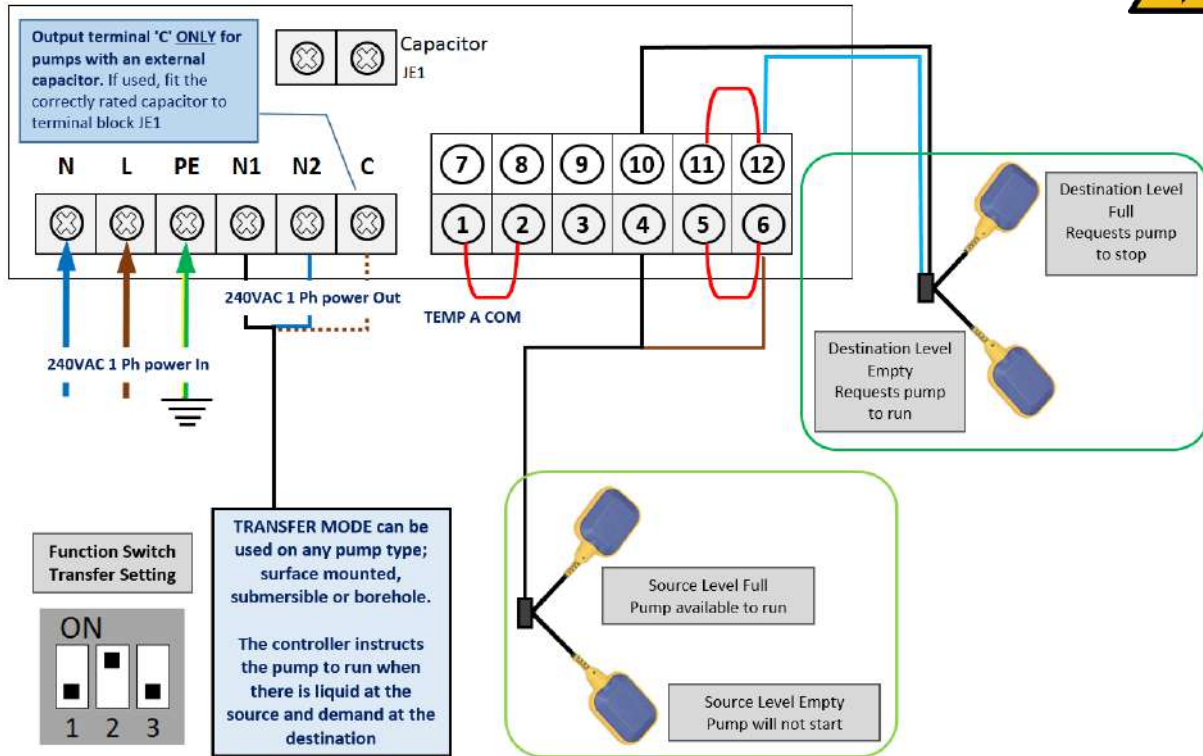 Output terminal 'C' ONLY for
pumps with an external
capacitor. If used, fit the
correctly rated capacitor to
terminal block JE1
Capacitor
JE1
N L PE N1 N2 C
7 8 9 10 11 12
1 2 3 4 5 6
240VAC 1 Ph power Out
TEMP A COM
240VAC 1 Ph power In
Destination Level
Full
Requests pump
to stop
Destination Level
Empty
Requests pump
to run
Function Switch
Transfer Setting
ON
1 2 3
TRANSFER MODE can be
used on any pump type;
surface mounted,
submersible or borehole.
The controller instructs
the pump to run when
there is liquid at the
source and demand at the
destination
Source Level Full
Pump available to run
Source Level Empty
Pump will not start